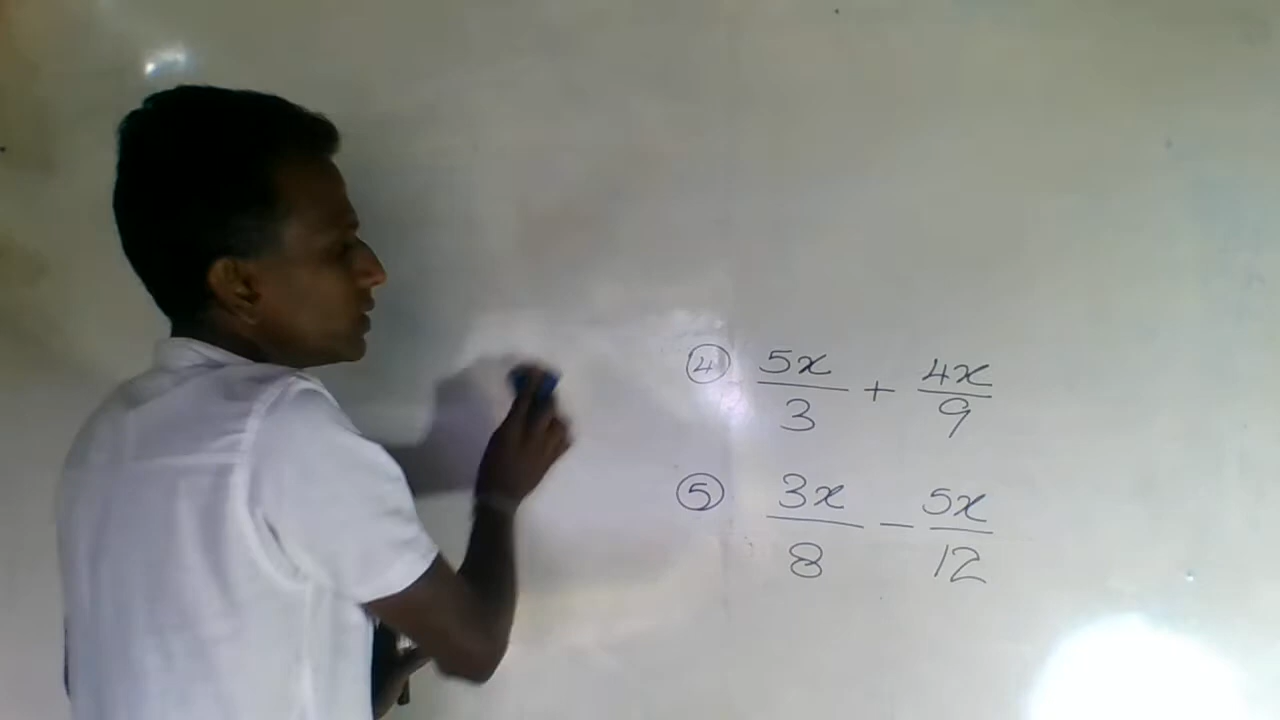 ④ 5x/3 + 4x/9
⑤ 3x/8 - 5x/12